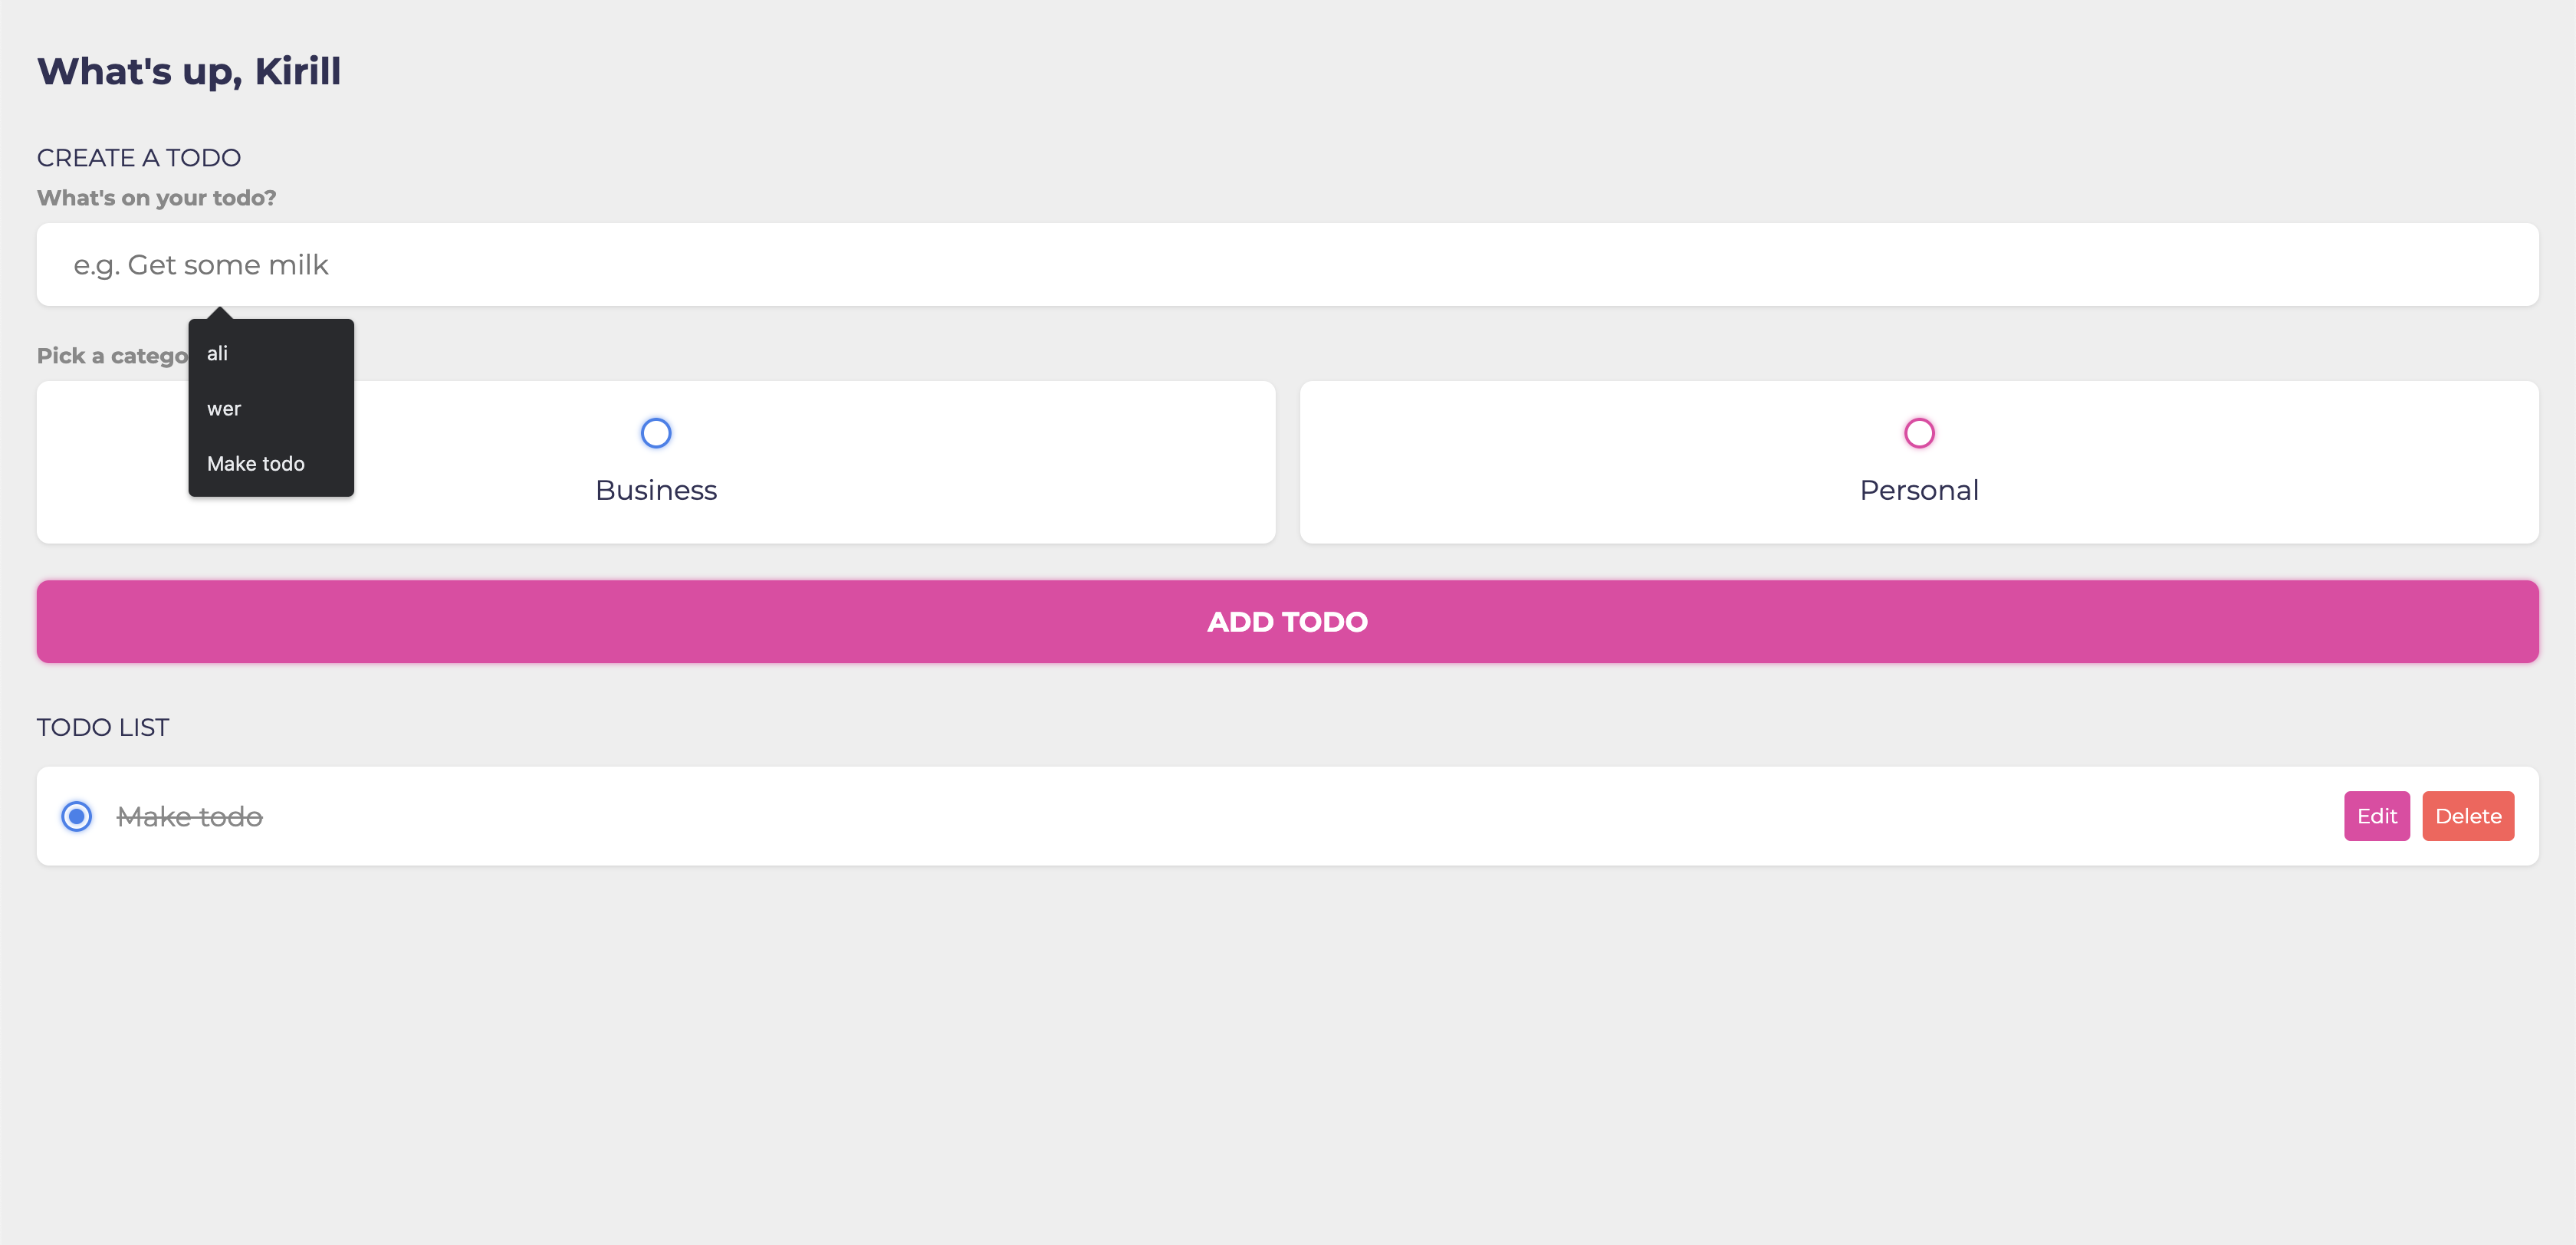 What's up, Kirill
CREATE A TODO
What's on your todo?
e.g. Get some milk
Pick a catego
ali
wer
Make todo
Business
Personal
ADD TODO
TODO LIST
Make todo
Edit
Delete